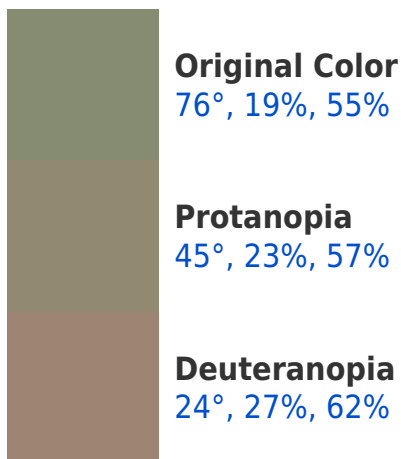 Original Color
76°, 19%, 55%
Protanopia
45°, 23%, 57%
Deuteranopia
24°, 27%, 62%